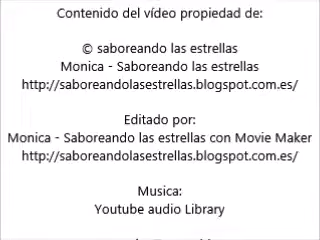 Contenido del vídeo propiedad de:
© saboreando las estrellas
Monica - Saboreando las estrellas
http://saboreandolasestrellas.blogspot.com.es/
Editado por:
Monica - Saboreando las estrellas con Movie Maker
http://saboreandolasestrellas.blogspot.com.es/
Musica:
Youtube audio Library